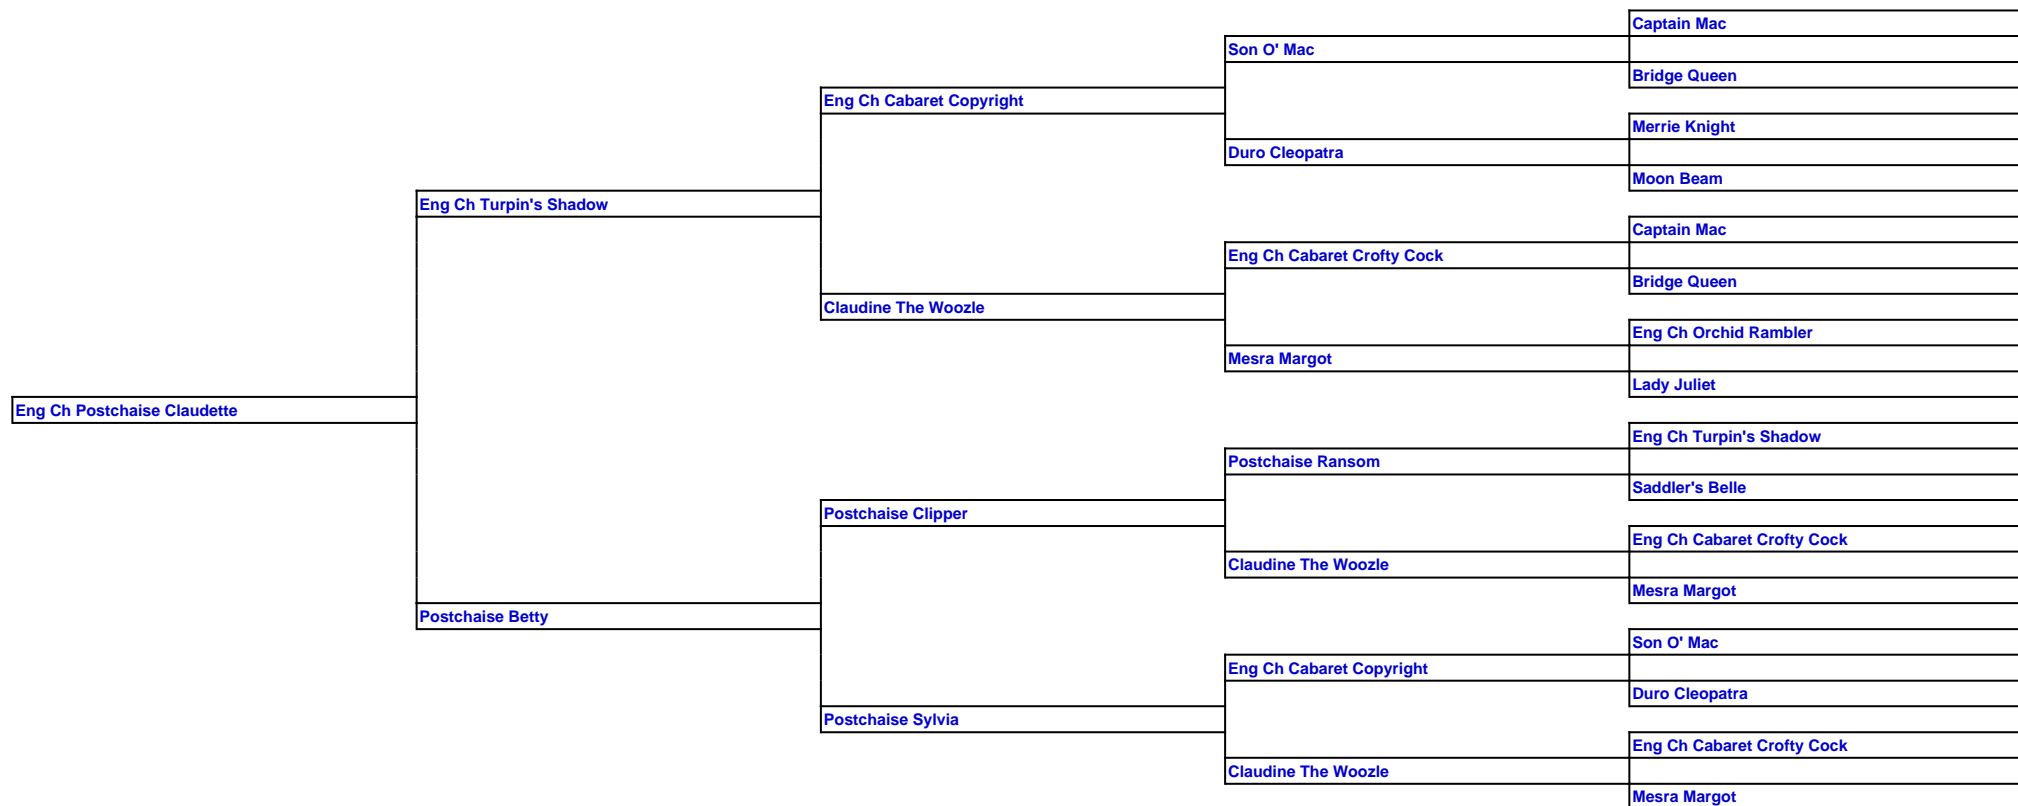 Captain Mac
Son O' Mac
Bridge Queen
Eng Ch Cabaret Copyright
Merrie Knight
Duro Cleopatra
Moon Beam
Eng Ch Turpin's Shadow
Captain Mac
Eng Ch Cabaret Crofty Cock
Bridge Queen
Claudine The Woozle
Eng Ch Orchid Rambler
Mesra Margot
Lady Juliet
Eng Ch Postchaise Claudette
Eng Ch Turpin's Shadow
Postchaise Ransom
Saddler's Belle
Postchaise Clipper
Eng Ch Cabaret Crofty Cock
Claudine The Woozle
Mesra Margot
Postchaise Betty
Son O' Mac
Eng Ch Cabaret Copyright
Duro Cleopatra
Postchaise Sylvia
Eng Ch Cabaret Crofty Cock
Claudine The Woozle
Mesra Margot